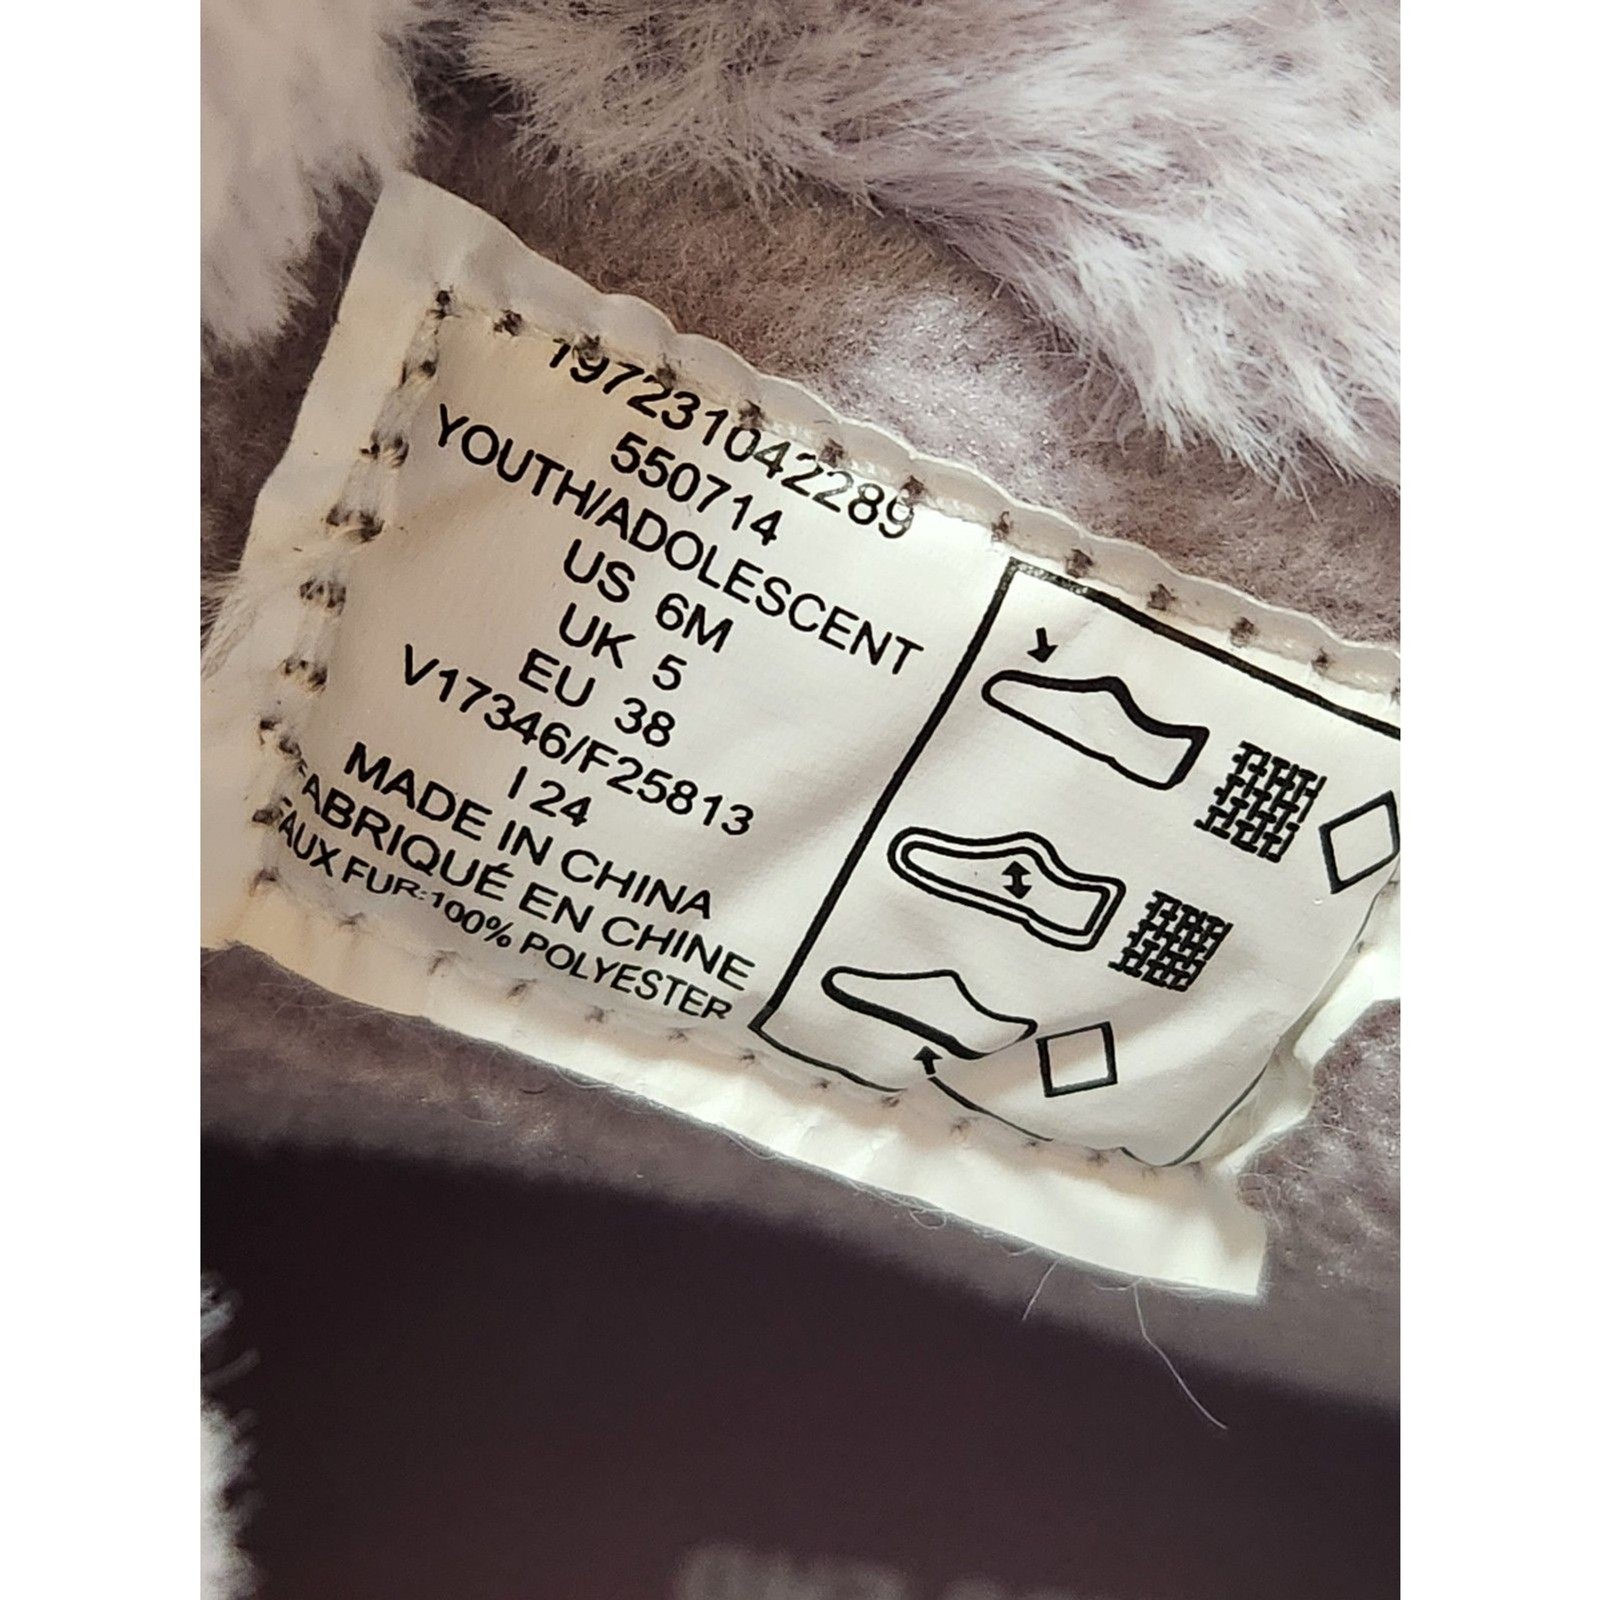 197231042289
550714
YOUTH/ADOLESCENT
US 6M
UK 5
EU 38
V17346/F25813
I 24
MADE IN CHINA
FABRIQUÉ EN CHINE
FAUX FUR:100% POLYESTER